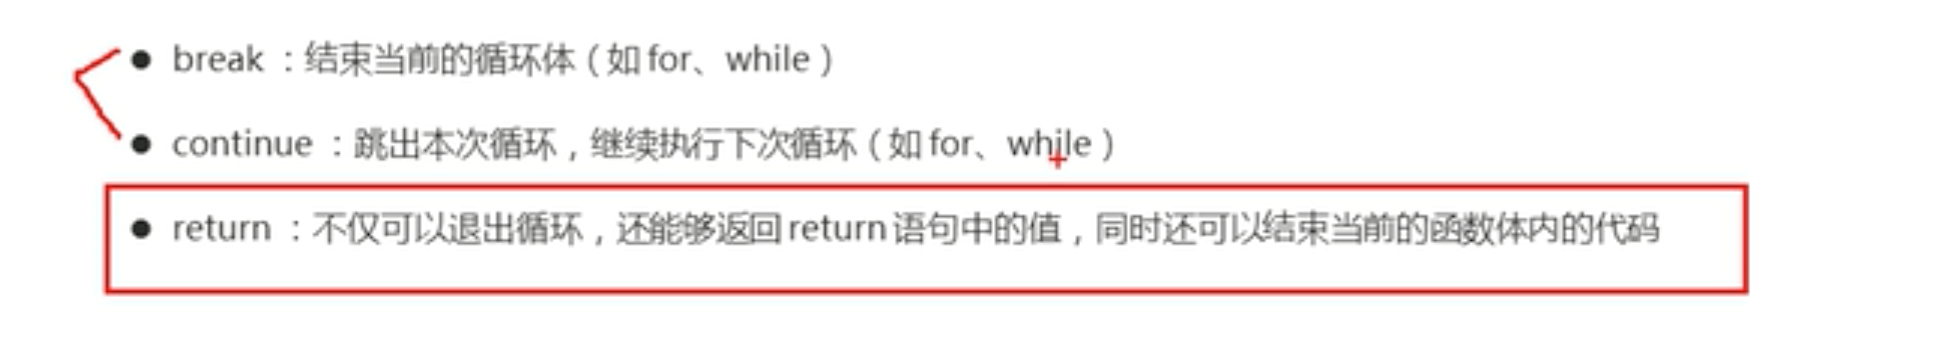 ● break ：结束当前的循环体（如 for、while）
● continue ：跳出本次循环，继续执行下次循环（如 for、while）
● return ：不仅可以退出循环，还能够返回 return 语句中的值，同时还可以结束当前的函数体内的代码